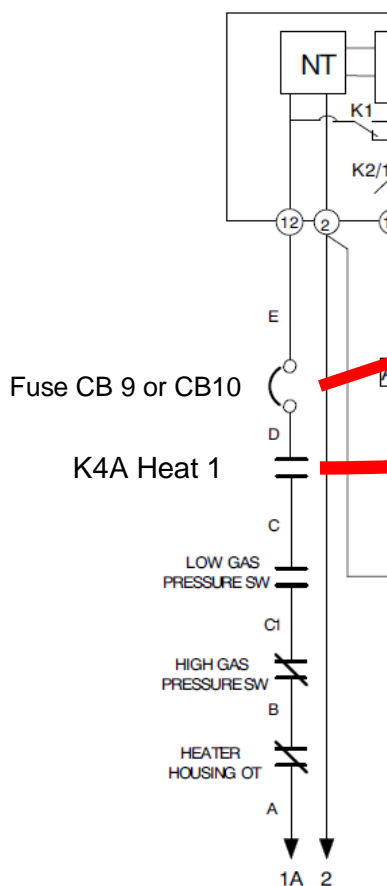 NT
K1
K2/1
12 2 1
E
Fuse CB 9 or CB10
A
D
K4A Heat 1
C
LOW GAS
PRESSURE SW
C1
HIGH GAS
PRESSURE SW
B
HEATER
HOUSING OT
A
1A 2